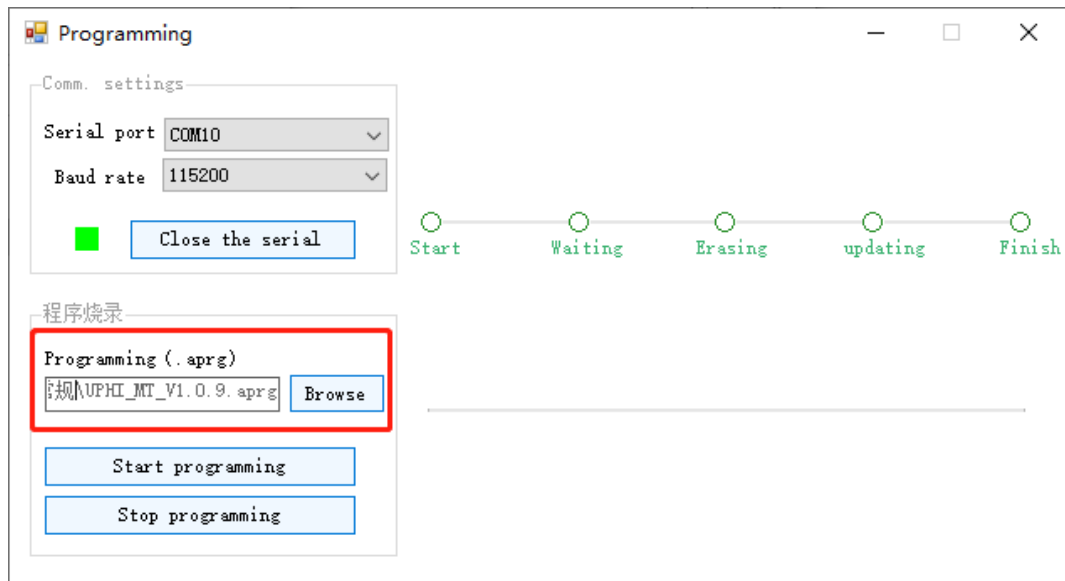 Programming
Comm. settings
Serial port COM10
Baud rate 115200
Close the serial
Start Waiting Erasing updating Finish
程序烧录
Programming (.aprg)
规\UPHI_MT_V1.0.9.aprg Browse
Start programming
Stop programming